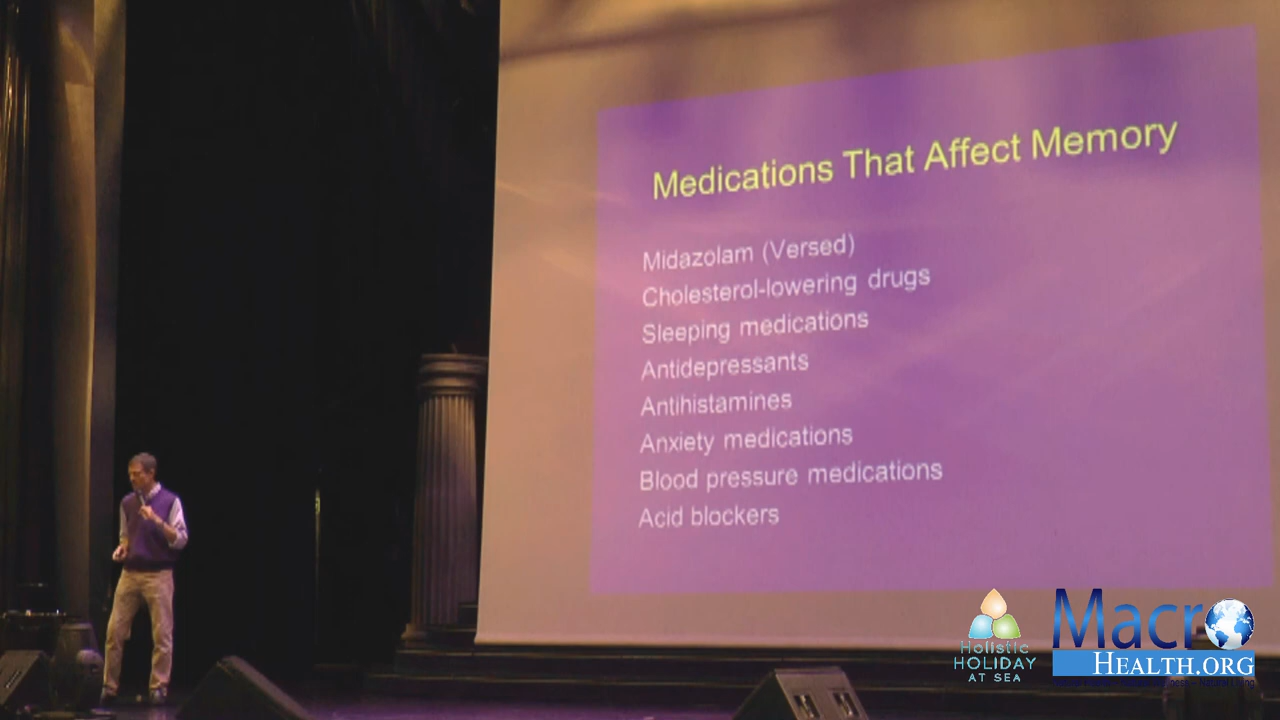 Medications That Affect Memory
Midazolam (Versed)
Cholesterol-lowering drugs
Sleeping medications
Antidepressants
Antihistamines
Anxiety medications
Blood pressure medications
Acid blockers
Holistic
HOLIDAY
AT SEA
Macro
HEALTH.ORG